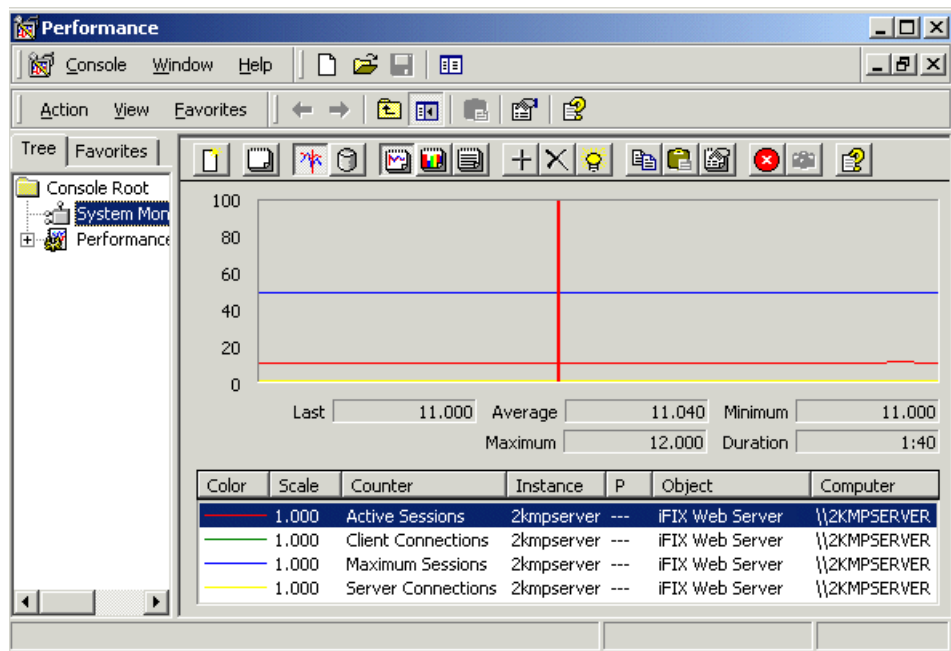 Performance
Console Window Help
Action View Favorites
Tree Favorites
Console Root
System Mon
Performance
100
80
60
40
20
0
Last 11.000 Average 11.040 Minimum 11.000
Maximum 12.000 Duration 1:40
Color Scale Counter Instance P Object Computer
1.000 Active Sessions 2kmpserver --- iFIX Web Server \\2KMPSERVER
1.000 Client Connections 2kmpserver --- iFIX Web Server \\2KMPSERVER
1.000 Maximum Sessions 2kmpserver --- iFIX Web Server \\2KMPSERVER
1.000 Server Connections 2kmpserver --- iFIX Web Server \\2KMPSERVER